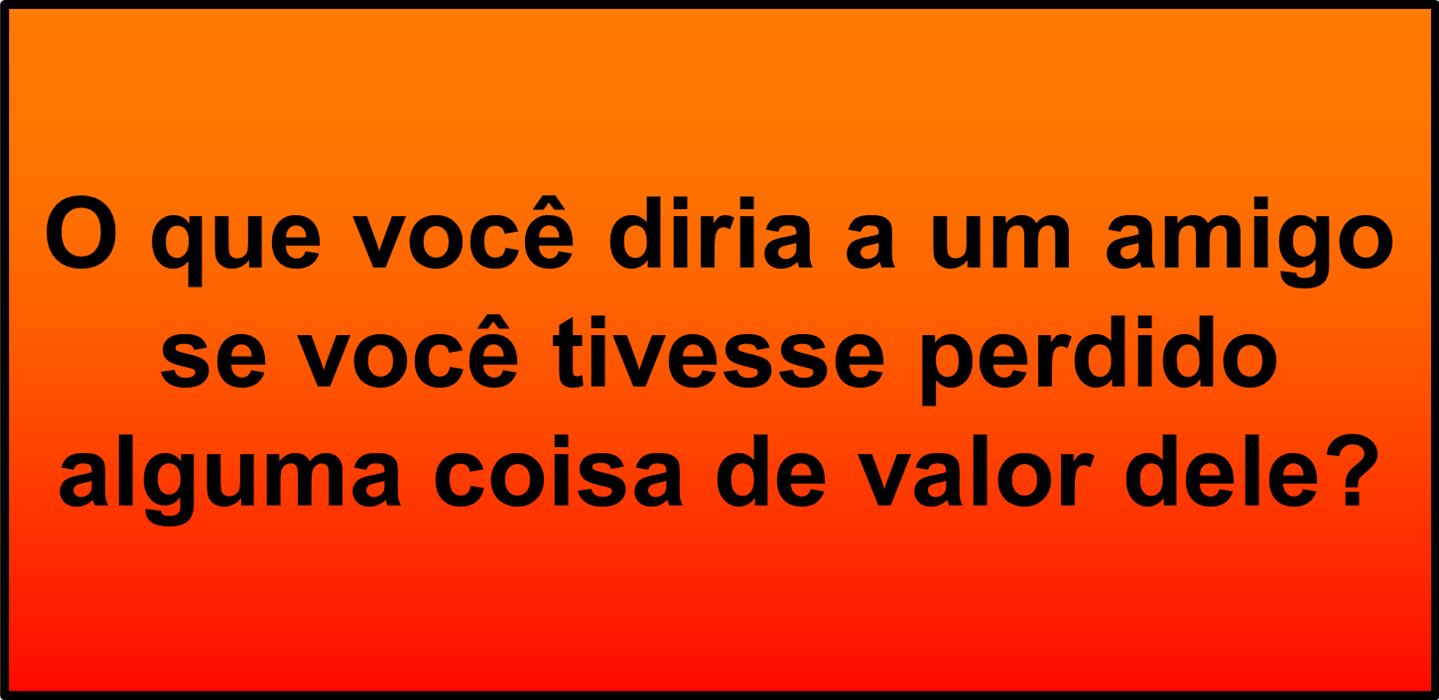 O que você diria a um amigo
se você tivesse perdido
alguma coisa de valor dele?